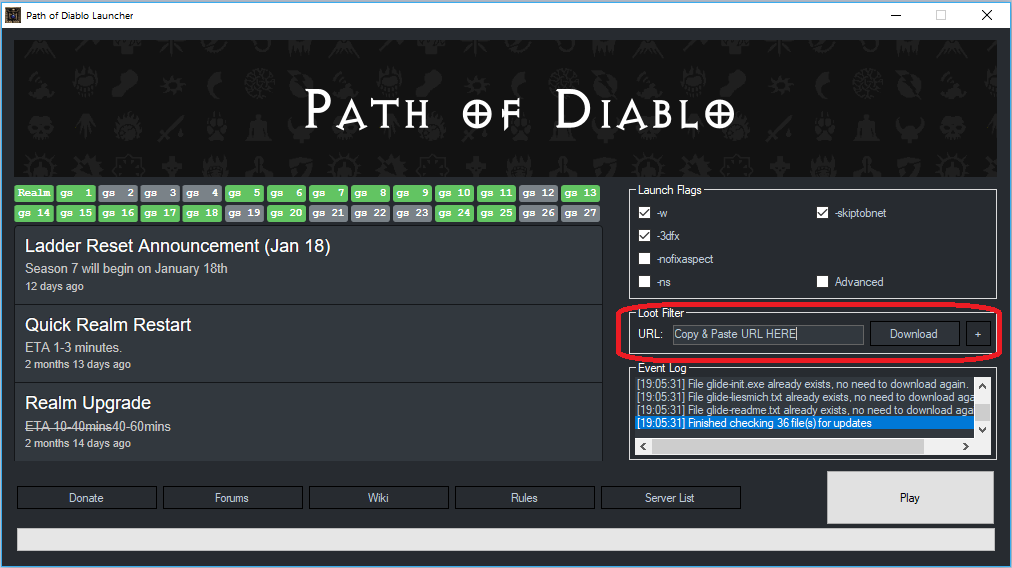 Path of Diablo Launcher
PATH OF DIABLO
Realm gs 1 gs 2 gs 3 gs 4 gs 5 gs 6 gs 7 gs 8 gs 9 gs 10 gs 11 gs 12 gs 13
gs 14 gs 15 gs 16 gs 17 gs 18 gs 19 gs 20 gs 21 gs 22 gs 23 gs 24 gs 25 gs 26 gs 27
Ladder Reset Announcement (Jan 18)
Season 7 will begin on January 18th
12 days ago
Quick Realm Restart
ETA 1-3 minutes.
2 months 13 days ago
Realm Upgrade
ETA 10-40mins40-60mins
2 months 14 days ago
Launch Flags
-w -skiptobnet
-3dfx
-nofixaspect
-ns Advanced
Loot Filter
URL: Copy & Paste URL HERE Download +
Event Log
[19:05:31] File glide-init.exe already exists, no need to download again.
[19:05:31] File glide-liesmich.txt already exists, no need to download aga
[19:05:31] File glide-readme.txt already exists, no need to download aga
[19:05:31] Finished checking 36 file(s) for updates
Donate Forums Wiki Rules Server List Play